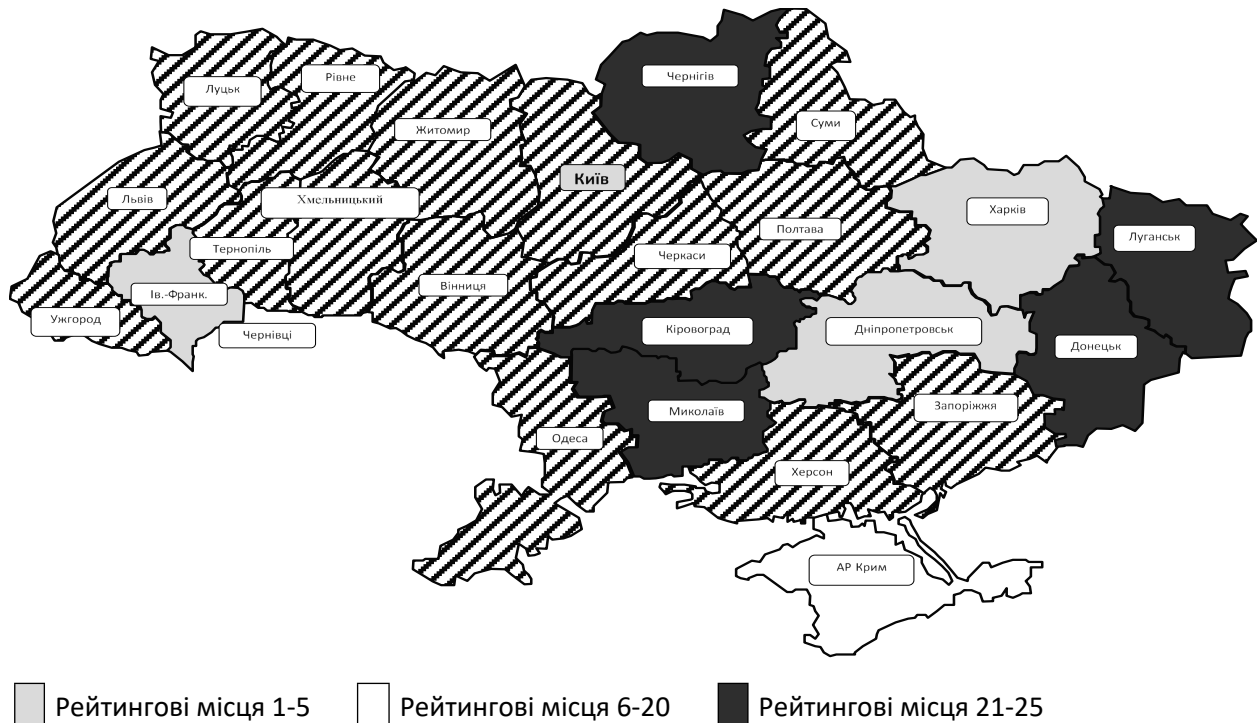 Чернігів
Рівне
Луцьк
Суми
Житомир
Київ
Львів
Хмельницький
Харків
Полтава
Луганськ
Тернопіль
Черкаси
Вінниця
Ів.-Франк.
Ужгород
Чернівці
Кіровоград
Дніпропетровськ
Донецьк
Миколаїв
Запоріжжя
Одеса
Херсон
АР Крим
Рейтингові місця 1-5
Рейтингові місця 6-20
Рейтингові місця 21-25